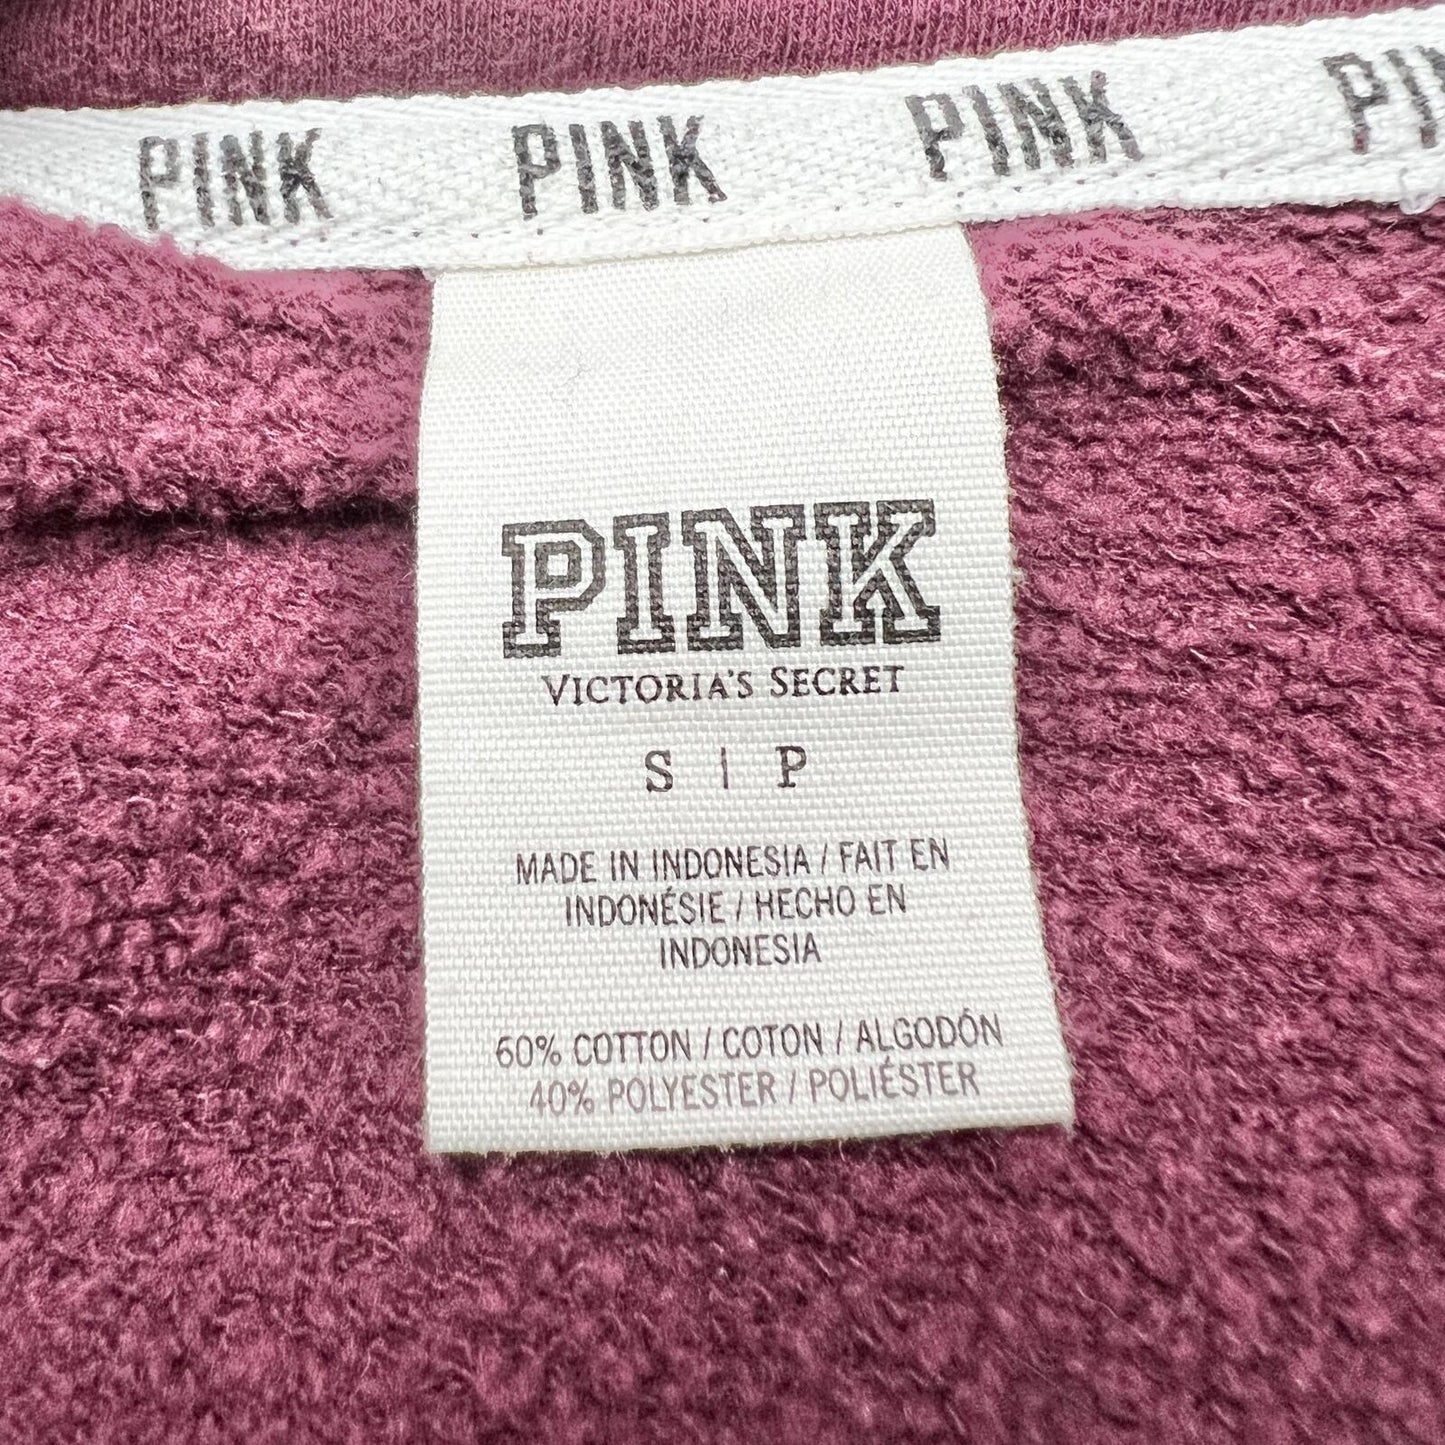 PINK PINK PINK PIN
PINK
VICTORIA'S SECRET
S | P
MADE IN INDONESIA / FAIT EN
INDONÉSIE / HECHO EN
INDONESIA
60% COTTON / COTON / ALGODÓN
40% POLYESTER / POLIÉSTER